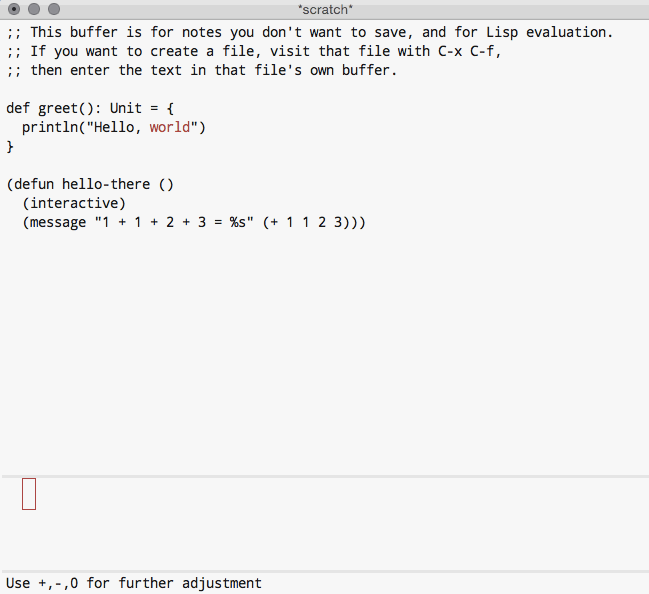 *scratch*
;; This buffer is for notes you don't want to save, and for Lisp evaluation.
;; If you want to create a file, visit that file with C-x C-f,
;; then enter the text in that file's own buffer.
def greet(): Unit = {
  println("Hello, world")
}
(defun hello-there ()
  (interactive)
  (message "1 + 1 + 2 + 3 = %s" (+ 1 1 2 3)))
Use +,-,0 for further adjustment